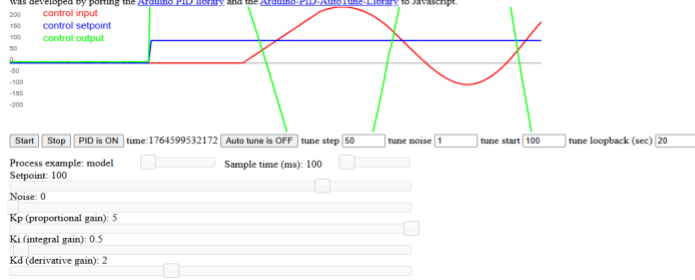 was developed by porting the Arduino PID library and the Arduino-PID-AutoTune-Library to Javascript.
200 control input
150 control setpoint
100 control output
50
0
-50
-100
-150
-200
Start Stop PID is ON time:1764599532172 Auto tune is OFF tune step 50 tune noise 1 tune start 100 tune loopback (sec) 20
Process example: model Sample time (ms): 100
Setpoint: 100
Noise: 0
Kp (proportional gain): 5
Ki (integral gain): 0.5
Kd (derivative gain): 2